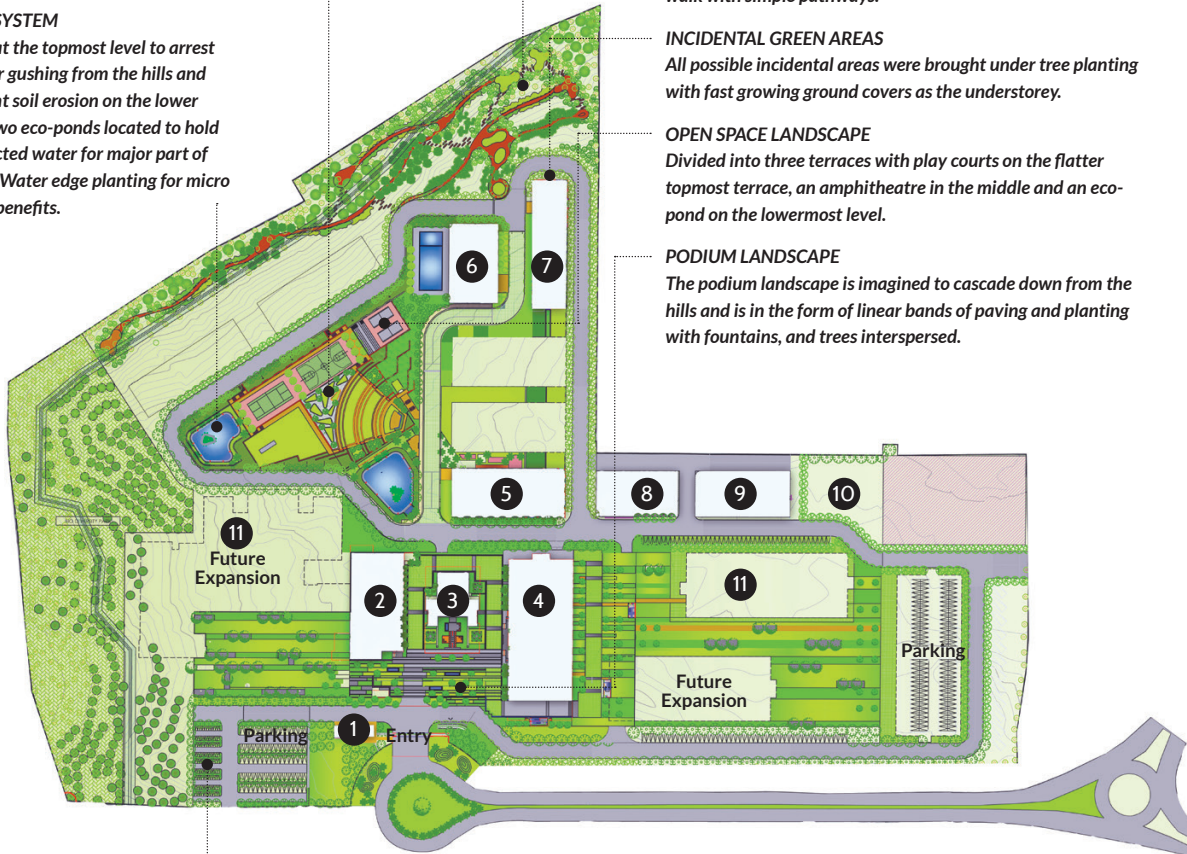 SYSTEM
at the topmost level to arrest
gushing from the hills and
soil erosion on the lower
eco-ponds located to hold
water for major part of
Water edge planting for micro
benefits.
walk with simple pathways.
INCIDENTAL GREEN AREAS
All possible incidental areas were brought under tree planting
with fast growing ground covers as the understorey.
OPEN SPACE LANDSCAPE
Divided into three terraces with play courts on the flatter
topmost terrace, an amphitheatre in the middle and an eco-
pond on the lowermost level.
PODIUM LANDSCAPE
The podium landscape is imagined to cascade down from the
hills and is in the form of linear bands of paving and planting
with fountains, and trees interspersed.
6
7
5
8
9
10
11
Future
Expansion
2
3
4
11
Parking
Future
Expansion
Parking
1
Entry